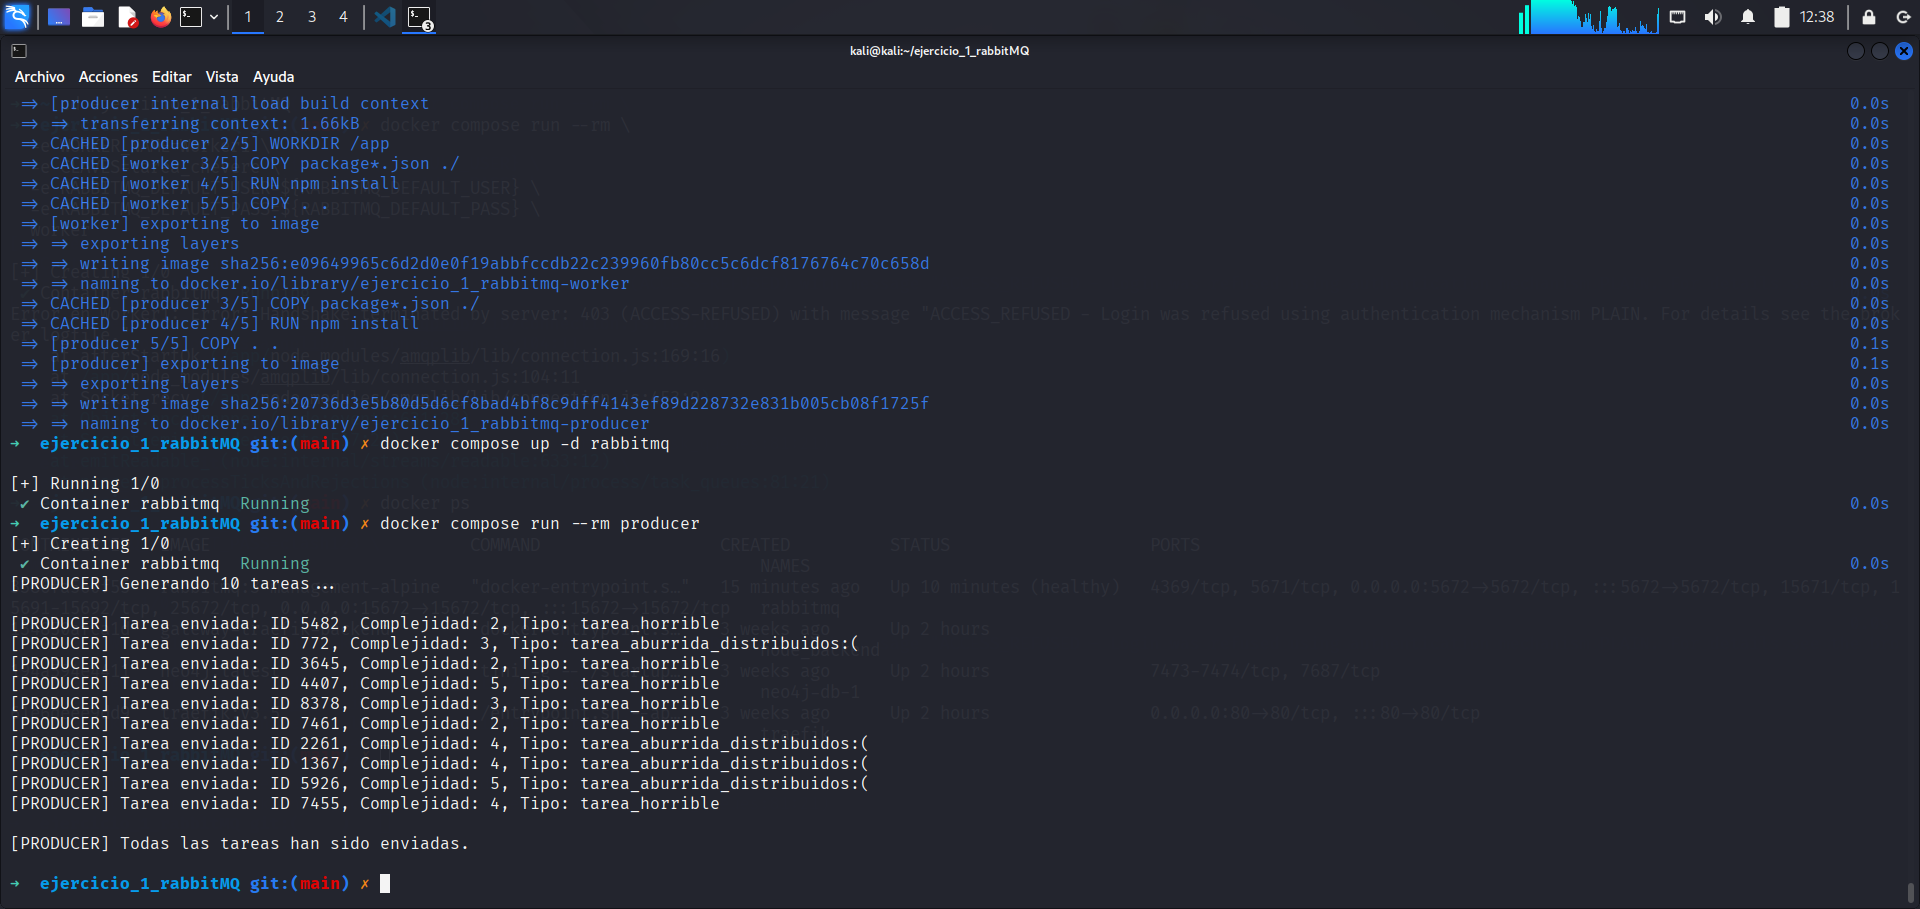 1 2 3 4 3 12:38
kali@kali:~/ejercicio_1_rabbitMQ
Archivo Acciones Editar Vista Ayuda
=> [producer internal] load build context 0.0s
=> => transferring context: 1.66kB 0.0s
=> CACHED [producer 2/5] WORKDIR /app 0.0s
=> CACHED [worker 3/5] COPY package*.json ./ 0.0s
=> CACHED [worker 4/5] RUN npm install 0.0s
=> CACHED [worker 5/5] COPY . . 0.0s
=> [worker] exporting to image 0.0s
=> => exporting layers 0.0s
=> => writing image sha256:e09649965c6d2d0e0f19abbfccdb22c239960fb80cc5c6dcf8176764c70c658d 0.0s
=> => naming to docker.io/library/ejercicio_1_rabbitmq-worker 0.0s
=> CACHED [producer 3/5] COPY package*.json ./ 0.0s
=> CACHED [producer 4/5] RUN npm install 0.0s
=> [producer 5/5] COPY . . 0.1s
=> [producer] exporting to image 0.1s
=> => exporting layers 0.0s
=> => writing image sha256:20736d3e5b80d5d6cf8bad4bf8c9dff4143ef89d228732e831b005cb08f1725f 0.0s
=> => naming to docker.io/library/ejercicio_1_rabbitmq-producer 0.0s
→ ejercicio_1_rabbitMQ git:(main) ✗ docker compose up -d rabbitmq
[+] Running 1/0
✔ Container rabbitmq Running 0.0s
→ ejercicio_1_rabbitMQ git:(main) ✗ docker compose run --rm producer
[+] Creating 1/0
✔ Container rabbitmq Running 0.0s
[PRODUCER] Generando 10 tareas...
[PRODUCER] Tarea enviada: ID 5482, Complejidad: 2, Tipo: tarea_horrible
[PRODUCER] Tarea enviada: ID 772, Complejidad: 3, Tipo: tarea_aburrida_distribuidos:(
[PRODUCER] Tarea enviada: ID 3645, Complejidad: 2, Tipo: tarea_horrible
[PRODUCER] Tarea enviada: ID 4407, Complejidad: 5, Tipo: tarea_horrible
[PRODUCER] Tarea enviada: ID 8378, Complejidad: 3, Tipo: tarea_horrible
[PRODUCER] Tarea enviada: ID 7461, Complejidad: 2, Tipo: tarea_horrible
[PRODUCER] Tarea enviada: ID 2261, Complejidad: 4, Tipo: tarea_aburrida_distribuidos:(
[PRODUCER] Tarea enviada: ID 1367, Complejidad: 4, Tipo: tarea_aburrida_distribuidos:(
[PRODUCER] Tarea enviada: ID 5926, Complejidad: 5, Tipo: tarea_aburrida_distribuidos:(
[PRODUCER] Tarea enviada: ID 7455, Complejidad: 4, Tipo: tarea_horrible
[PRODUCER] Todas las tareas han sido enviadas.
→ ejercicio_1_rabbitMQ git:(main) ✗